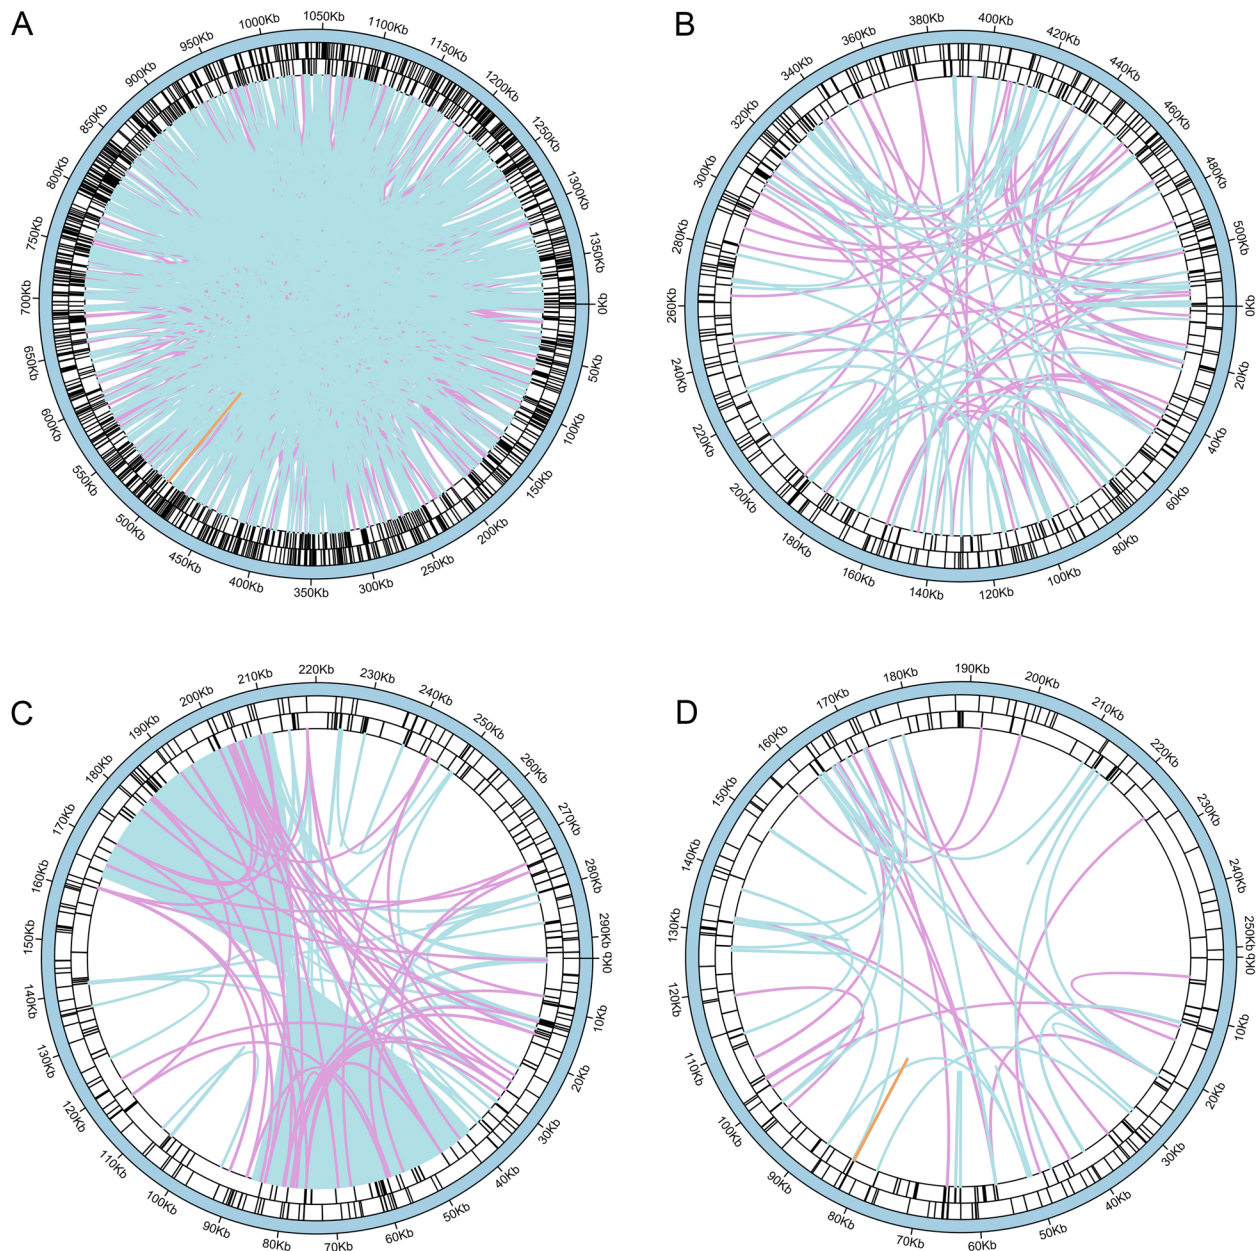 A
0Kb
50Kb
100Kb
150Kb
200Kb
250Kb
300Kb
350Kb
400Kb
450Kb
500Kb
550Kb
600Kb
650Kb
700Kb
750Kb
800Kb
850Kb
900Kb
950Kb
1000Kb
1050Kb
1100Kb
1150Kb
1200Kb
1250Kb
1300Kb
1350Kb
B
0Kb
20Kb
40Kb
60Kb
80Kb
100Kb
120Kb
140Kb
160Kb
180Kb
200Kb
220Kb
240Kb
260Kb
280Kb
300Kb
320Kb
340Kb
360Kb
380Kb
400Kb
420Kb
440Kb
460Kb
480Kb
500Kb
C
0Kb
10Kb
20Kb
30Kb
40Kb
50Kb
60Kb
70Kb
80Kb
90Kb
100Kb
110Kb
120Kb
130Kb
140Kb
150Kb
160Kb
170Kb
180Kb
190Kb
200Kb
210Kb
220Kb
230Kb
240Kb
250Kb
260Kb
270Kb
280Kb
290Kb
D
0Kb
10Kb
20Kb
30Kb
40Kb
50Kb
60Kb
70Kb
80Kb
90Kb
100Kb
110Kb
120Kb
130Kb
140Kb
150Kb
160Kb
170Kb
180Kb
190Kb
200Kb
210Kb
220Kb
230Kb
240Kb
250Kb